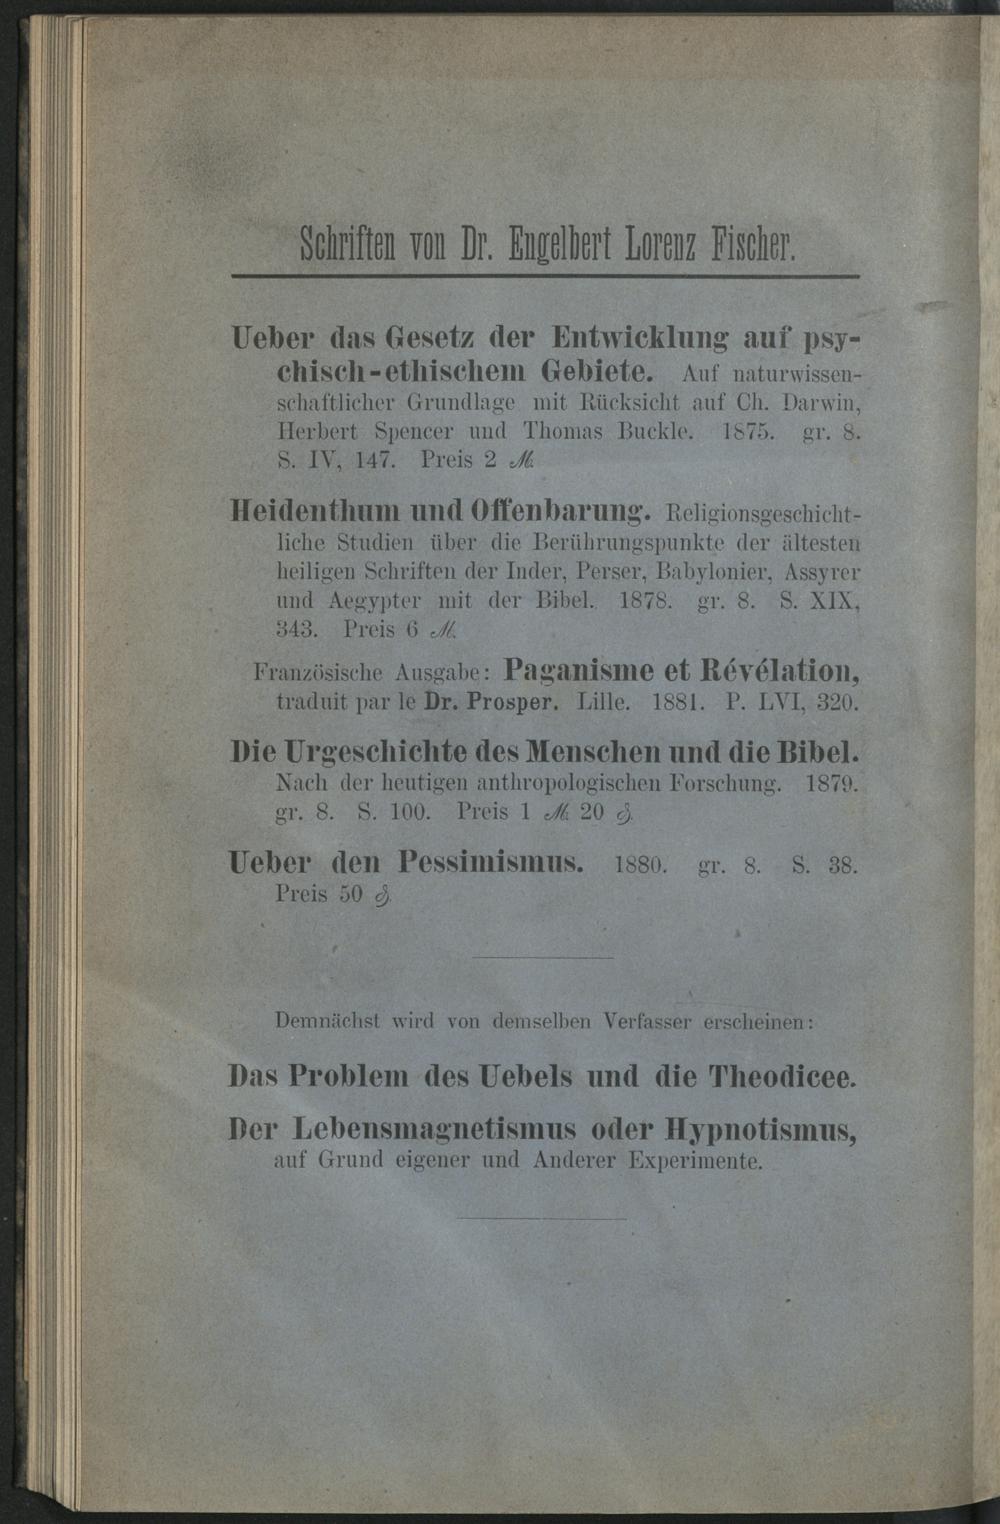 Schriften von Dr. Engelbert Lorenz Fischer.
Ueber das Gesetz der Entwicklung auf psy-
chisch-ethischem Gebiete. Auf naturwissen-
schaftlicher Grundlage mit Rücksicht auf Ch. Darwin,
Herbert Spencer und Thomas Buckle. 1875. gr. 8.
S. IV, 147. Preis 2 ℳ
Heidenthum und Offenbarung. Religionsgeschicht-
liche Studien über die Berührungspunkte der ältesten
heiligen Schriften der Inder, Perser, Babylonier, Assyrer
und Aegypter mit der Bibel. 1878. gr. 8. S. XIX,
343. Preis 6 ℳ
Französische Ausgabe: Paganisme et Révélation,
traduit par le Dr. Prosper. Lille. 1881. P. LVI, 320.
Die Urgeschichte des Menschen und die Bibel.
Nach der heutigen anthropologischen Forschung. 1879.
gr. 8. S. 100. Preis 1 ℳ 20 ₰
Ueber den Pessimismus. 1880. gr. 8. S. 38.
Preis 50 ₰
Demnächst wird von demselben Verfasser erscheinen:
Das Problem des Uebels und die Theodicee.
Der Lebensmagnetismus oder Hypnotismus,
auf Grund eigener und Anderer Experimente.